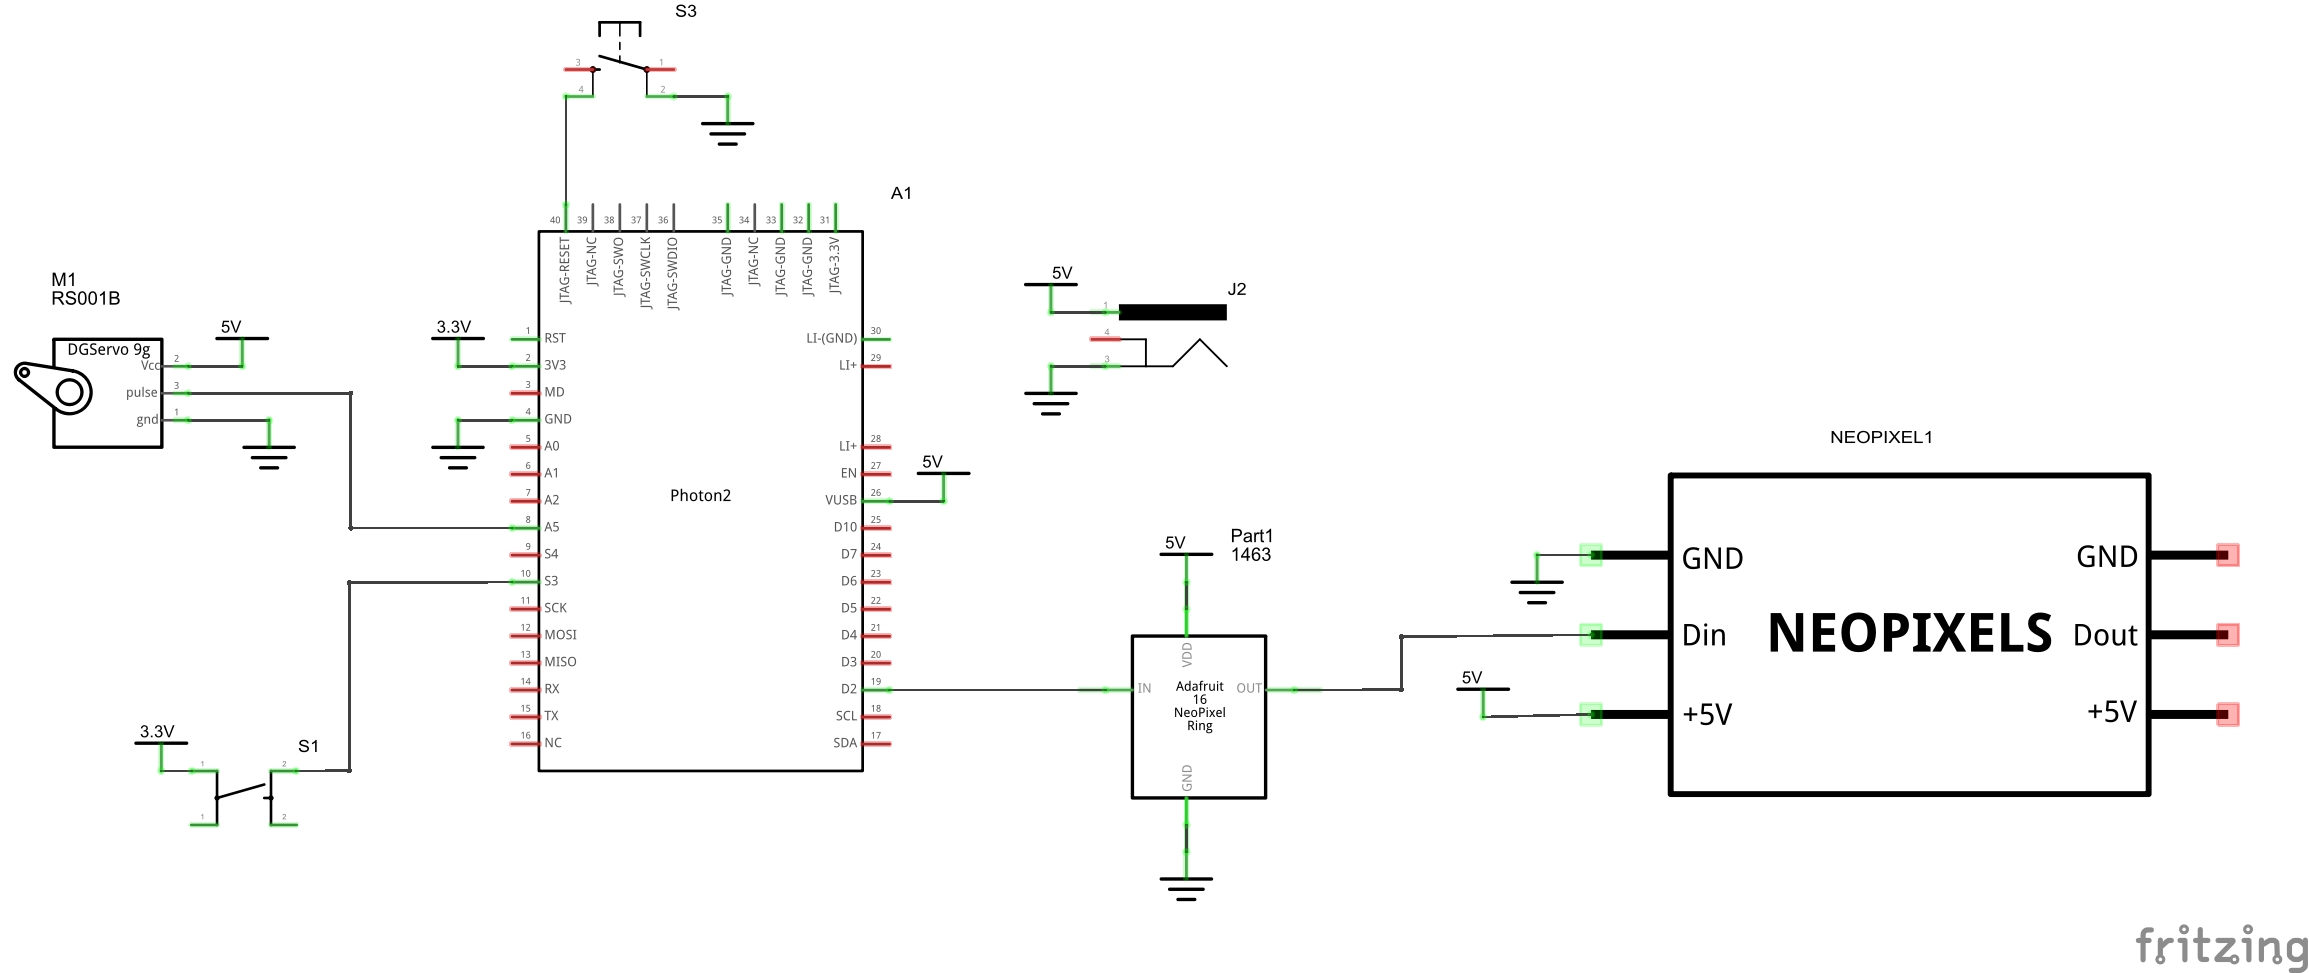 S3
3
1
4
2
A1
40
39
38
37
36
35
34
33
32
31
JTAG-RESET
JTAG-NC
JTAG-SWO
JTAG-SWCLK
JTAG-SWDIO
JTAG-GND
JTAG-NC
JTAG-GND
JTAG-GND
JTAG-3.3V
M1
RS001B
DGServo 9g
Vcc
2
pulse
3
gnd
1
5V
3.3V
1
RST
2
3V3
3
MD
4
GND
5
A0
6
A1
7
A2
8
A5
9
S4
10
S3
11
SCK
12
MOSI
13
MISO
14
RX
15
TX
16
NC
Photon2
LI-(GND)
30
LI+
29
LI+
28
EN
27
VUSB
26
D10
25
D7
24
D6
23
D5
22
D4
21
D3
20
D2
19
SCL
18
SDA
17
5V
5V
J2
1
4
3
3.3V
S1
1
2
1
2
5V
Part1
1463
VDD
IN
Adafruit
16
NeoPixel
Ring
OUT
GND
NEOPIXEL1
5V
GND
Din
+5V
NEOPIXELS
GND
Dout
+5V
fritzing